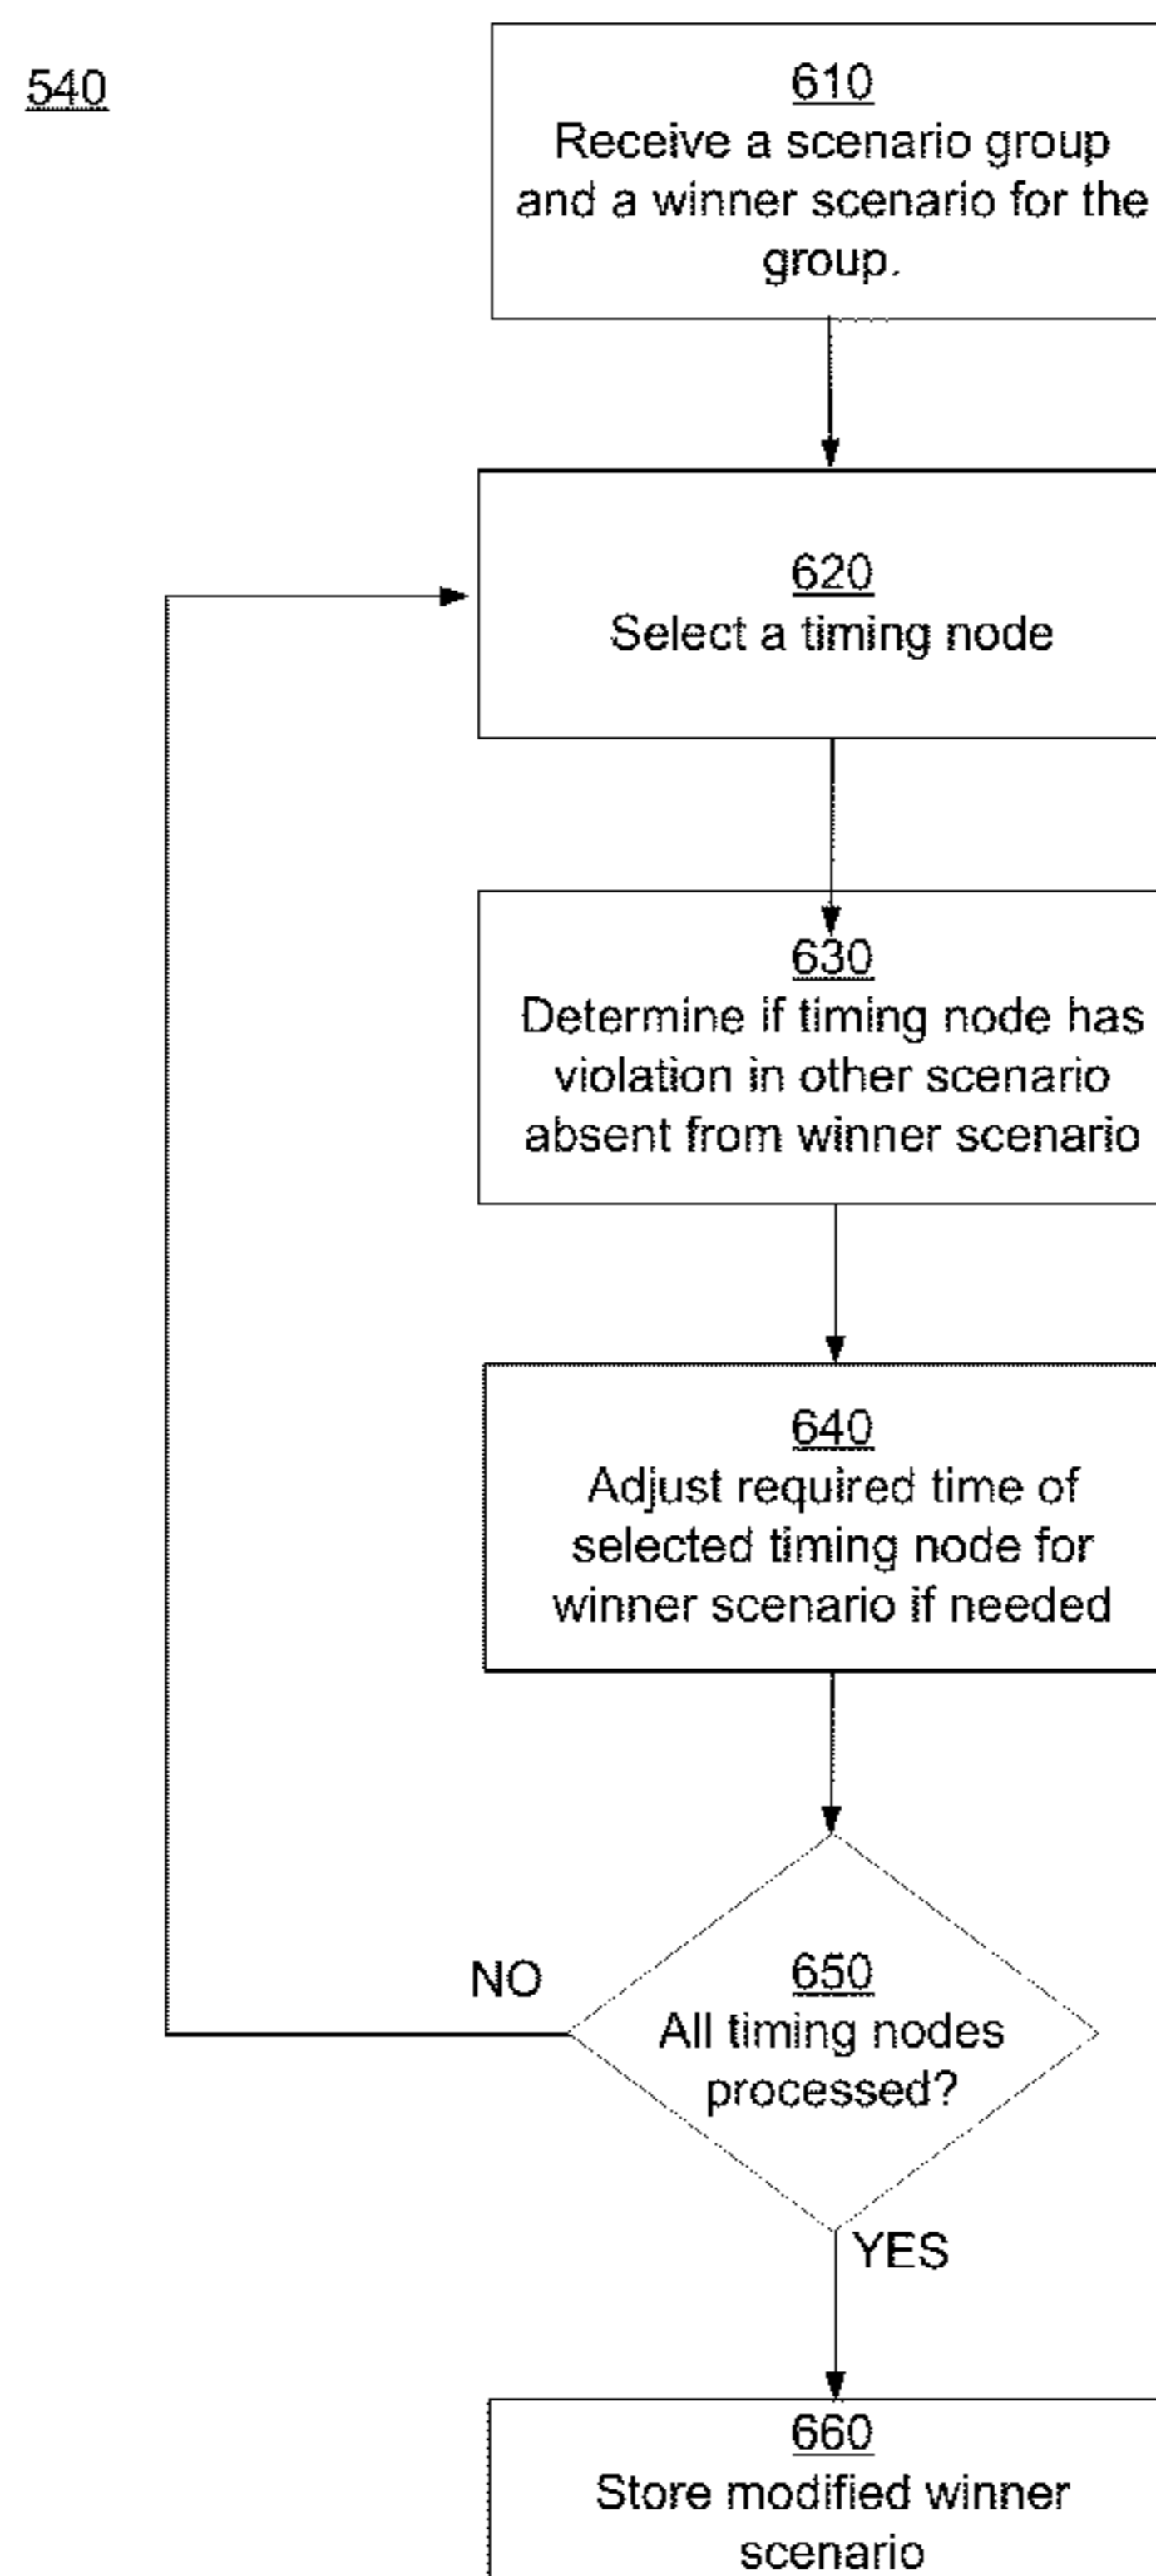 540
610
Receive a scenario group
and a winner scenario for the
group.
620
Select a timing node
630
Determine if timing node has
violation in other scenario
absent from winner scenario
640
Adjust required time of
selected timing node for
winner scenario if needed
650
All timing nodes
processed?
NO
YES
660
Store modified winner
scenario